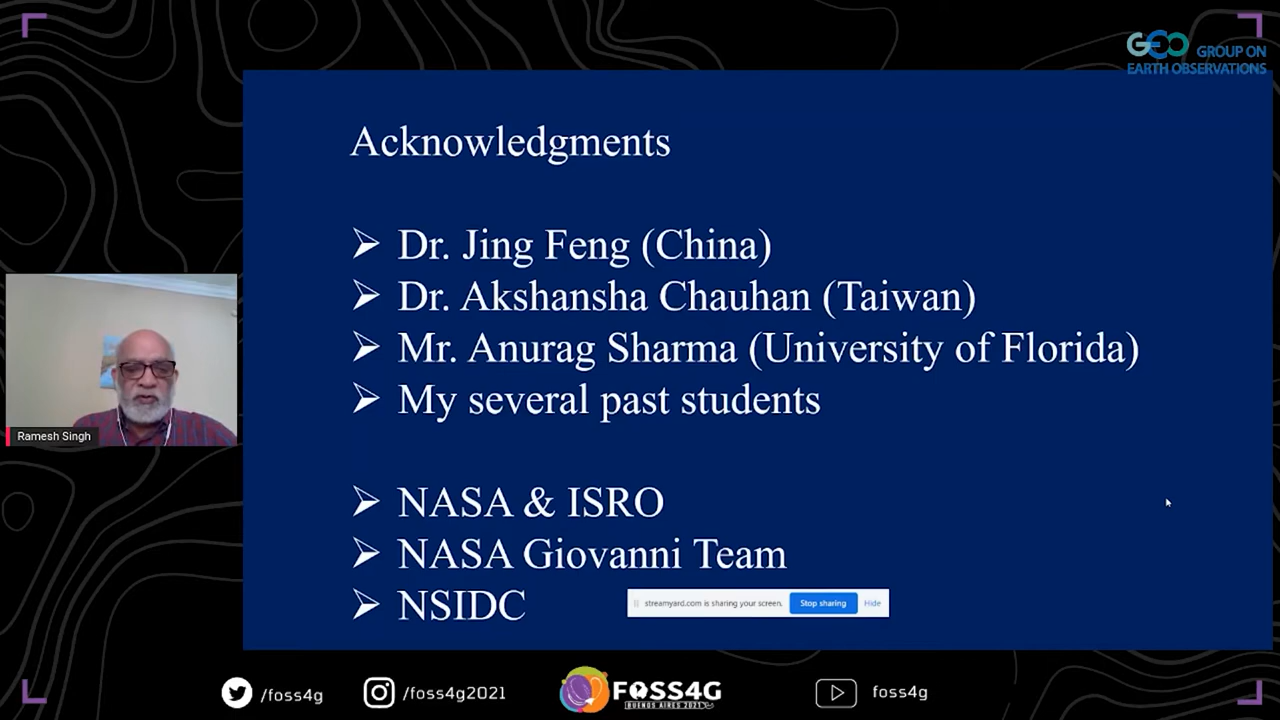 GEO GROUP ON
EARTH OBSERVATIONS
Acknowledgments
➢ Dr. Jing Feng (China)
➢ Dr. Akshansha Chauhan (Taiwan)
➢ Mr. Anurag Sharma (University of Florida)
➢ My several past students
➢ NASA & ISRO
➢ NASA Giovanni Team
➢ NSIDC
streamyard.com is sharing your screen. Stop sharing Hide
Ramesh Singh
/foss4g
/foss4g2021
FOSS4G
BUENOS AIRES 2021
foss4g